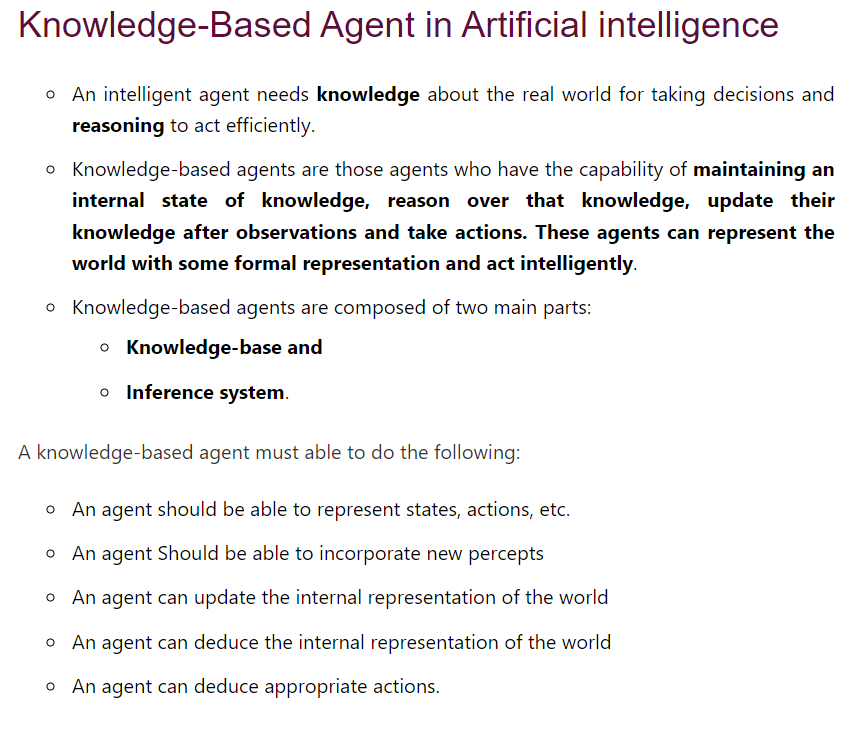 Knowledge-Based Agent in Artificial intelligence
An intelligent agent needs knowledge about the real world for taking decisions and
reasoning to act efficiently.
Knowledge-based agents are those agents who have the capability of maintaining an
internal state of knowledge, reason over that knowledge, update their
knowledge after observations and take actions. These agents can represent the
world with some formal representation and act intelligently.
Knowledge-based agents are composed of two main parts:
Knowledge-base and
Inference system.
A knowledge-based agent must able to do the following:
An agent should be able to represent states, actions, etc.
An agent Should be able to incorporate new percepts
An agent can update the internal representation of the world
An agent can deduce the internal representation of the world
An agent can deduce appropriate actions.